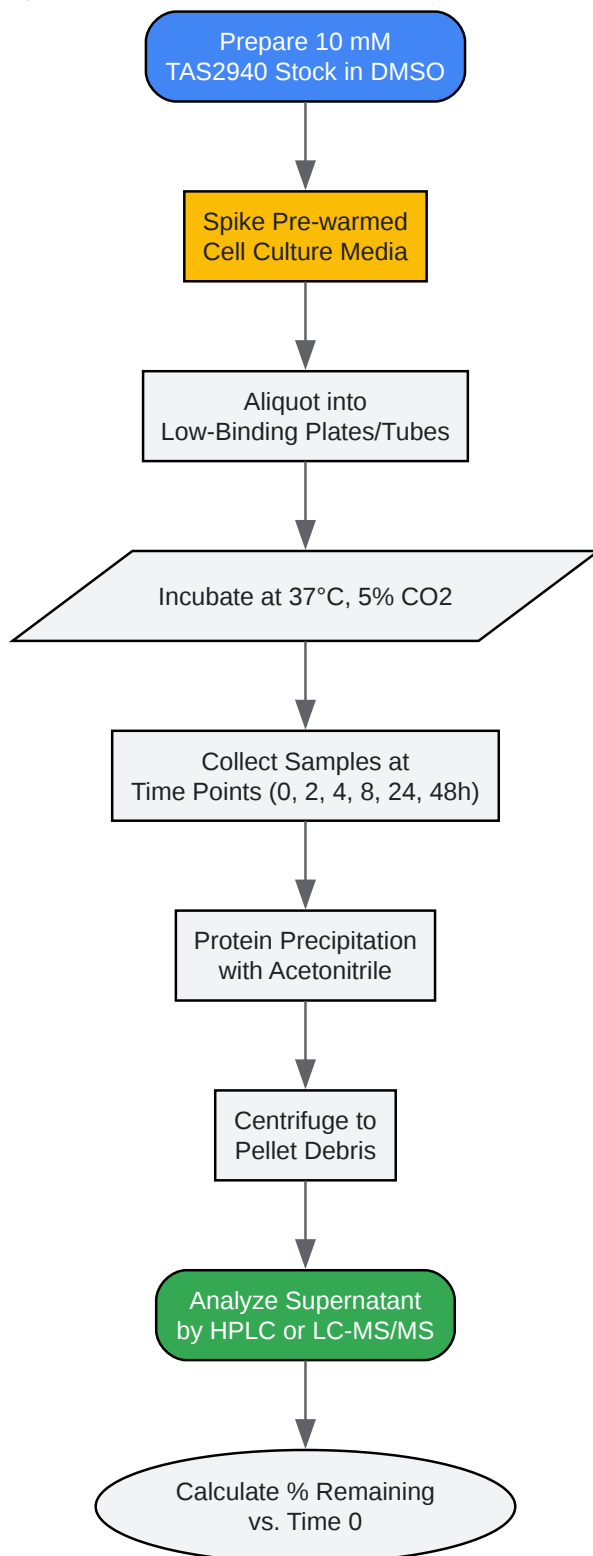 Prepare 10 mM
TAS2940 Stock in DMSO
Spike Pre-warmed
Cell Culture Media
Aliquot into
Low-Binding Plates/Tubes
Incubate at 37°C, 5% CO2
Collect Samples at
Time Points (0, 2, 4, 8, 24, 48h)
Protein Precipitation
with Acetonitrile
Centrifuge to
Pellet Debris
Analyze Supernatant
by HPLC or LC-MS/MS
Calculate % Remaining
vs. Time 0